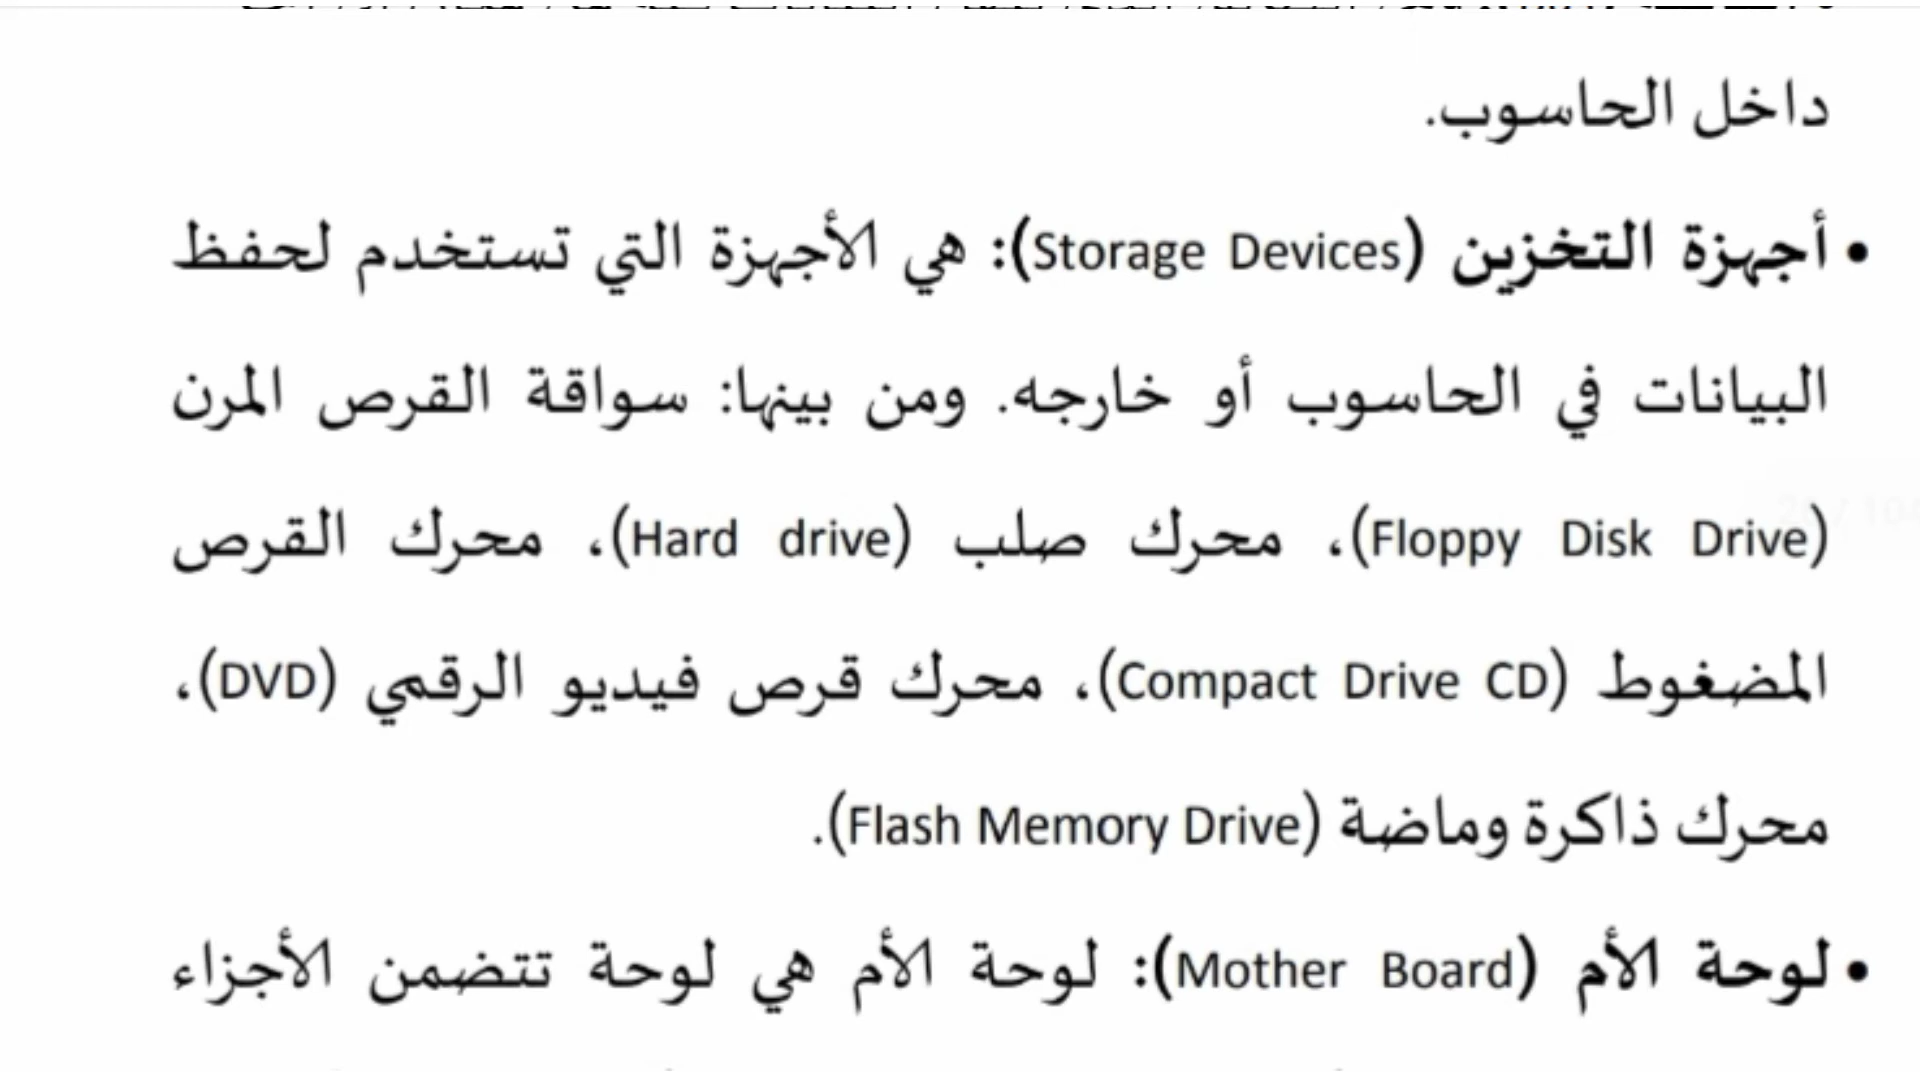 داخل الحاسوب.
• أجهزة التخزين (Storage Devices): هي الأجهزة التي تستخدم لحفظ
البيانات في الحاسوب أو خارجه. ومن بينها: سواقة القرص المرن
(Floppy Disk Drive)، محرك صلب (Hard drive)، محرك القرص
المضغوط (Compact Drive CD)، محرك قرص فيديو الرقمي (DVD)،
محرك ذاكرة وماضة (Flash Memory Drive).
• لوحة الأم (Mother Board): لوحة الأم هي لوحة تتضمن الأجزاء